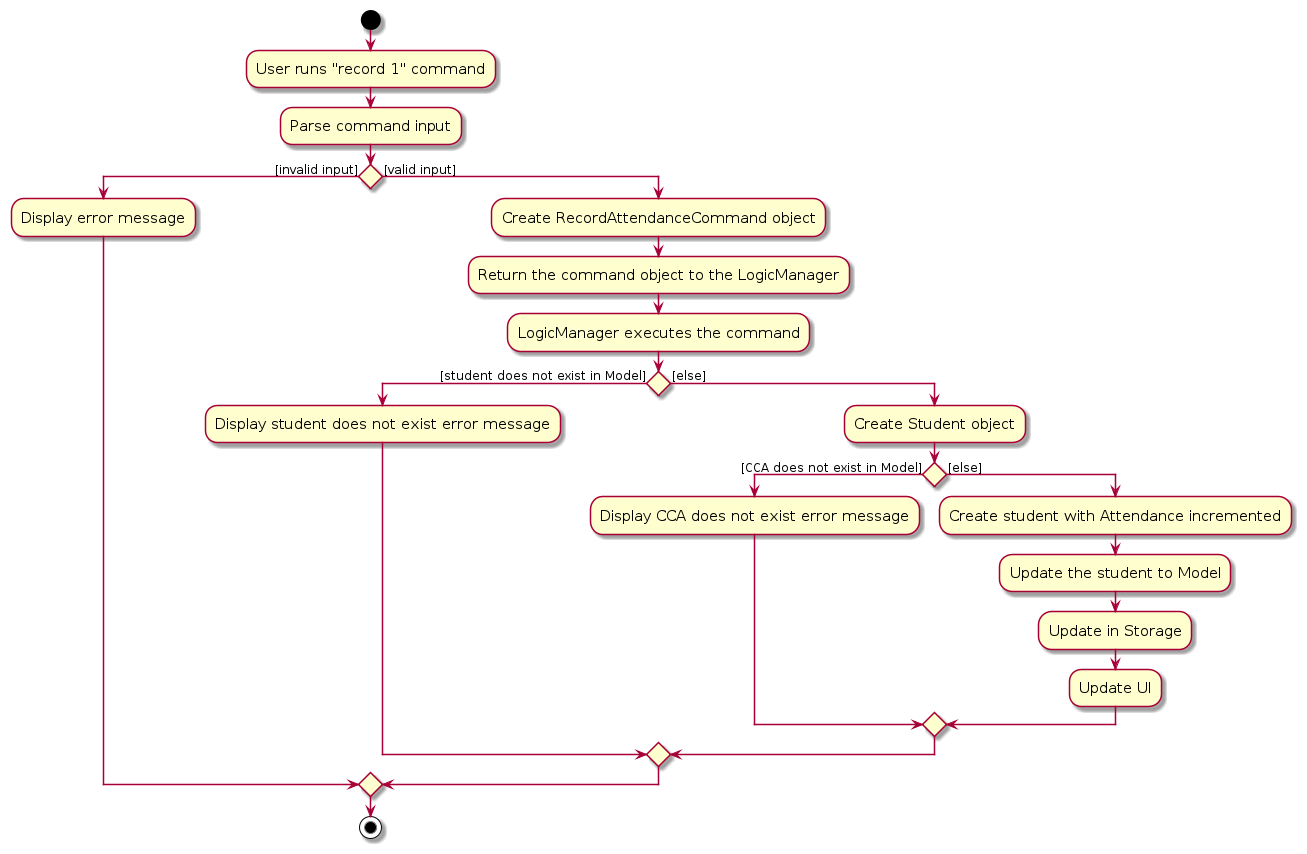 User runs "record 1" command
Parse command input
[invalid input]
[valid input]
Display error message
Create RecordAttendanceCommand object
Return the command object to the LogicManager
LogicManager executes the command
[student does not exist in Model]
[else]
Display student does not exist error message
Create Student object
[CCA does not exist in Model]
[else]
Display CCA does not exist error message
Create student with Attendance incremented
Update the student to Model
Update in Storage
Update UI